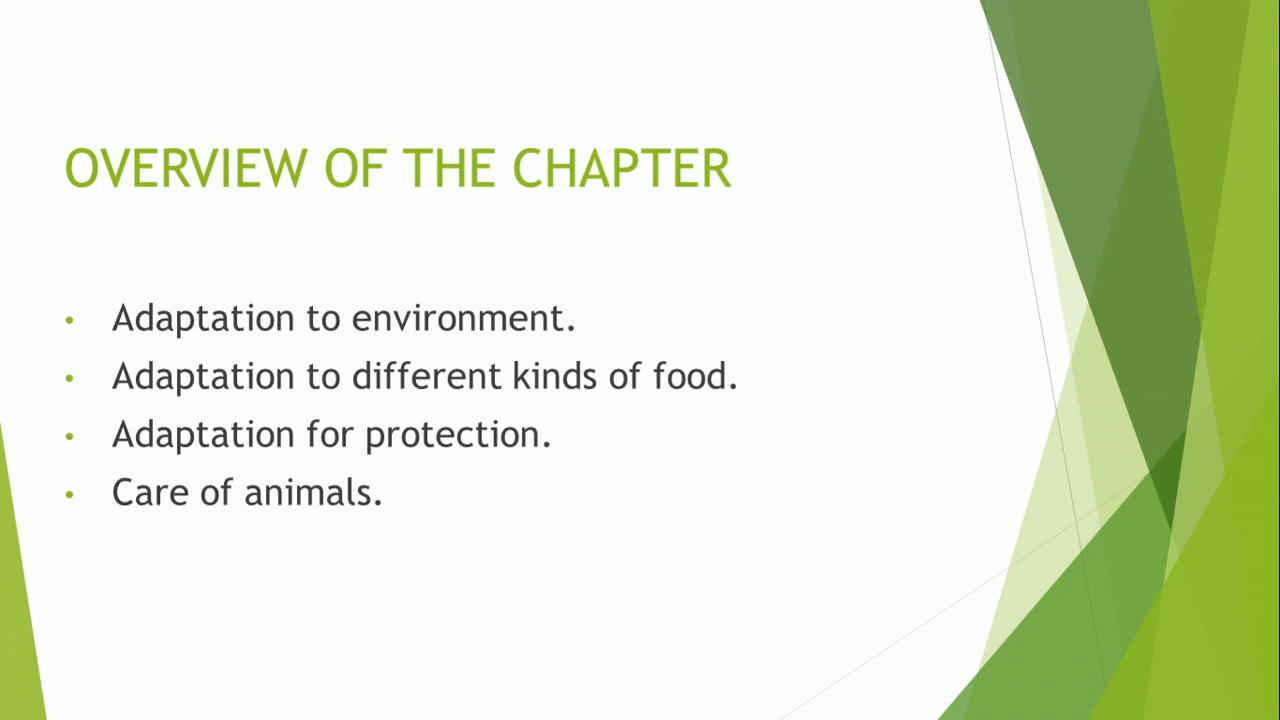 OVERVIEW OF THE CHAPTER
• Adaptation to environment.
• Adaptation to different kinds of food.
• Adaptation for protection.
• Care of animals.